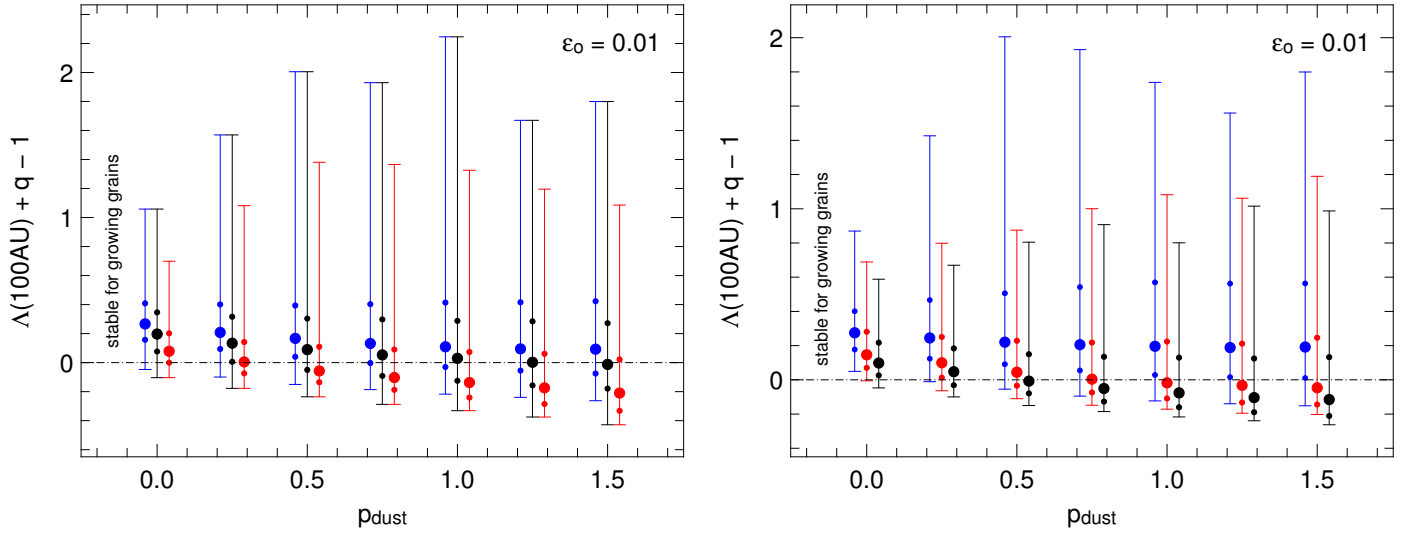 ε₀ = 0.01
2
1
0
Λ(100AU) + q − 1
stable for growing grains
0.0 0.5 1.0 1.5
pdust
ε₀ = 0.01
2
1
0
Λ(100AU) + q − 1
stable for growing grains
0.0 0.5 1.0 1.5
pdust